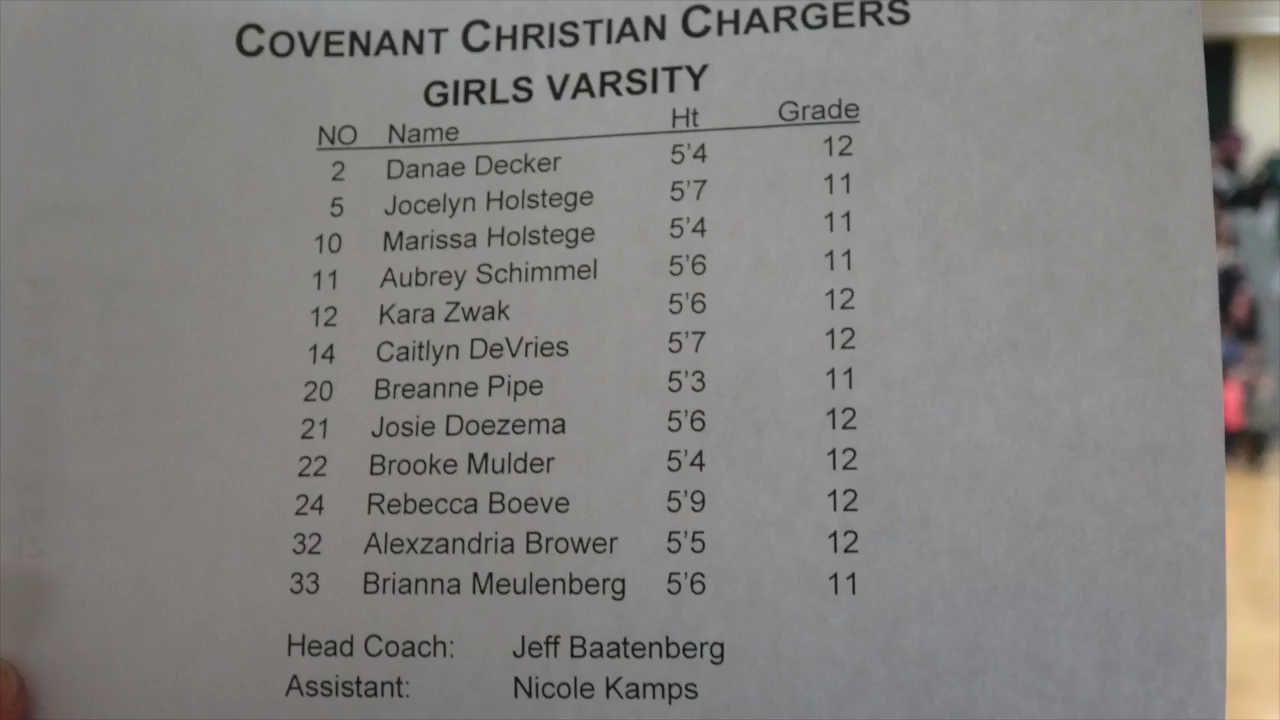 COVENANT CHRISTIAN CHARGERS
GIRLS VARSITY
NO Name Ht Grade
2 Danae Decker 5'4 12
5 Jocelyn Holstege 5'7 11
10 Marissa Holstege 5'4 11
11 Aubrey Schimmel 5'6 11
12 Kara Zwak 5'6 12
14 Caitlyn DeVries 5'7 12
20 Breanne Pipe 5'3 11
21 Josie Doezema 5'6 12
22 Brooke Mulder 5'4 12
24 Rebecca Boeve 5'9 12
32 Alexzandria Brower 5'5 12
33 Brianna Meulenberg 5'6 11
Head Coach: Jeff Baatenberg
Assistant: Nicole Kamps